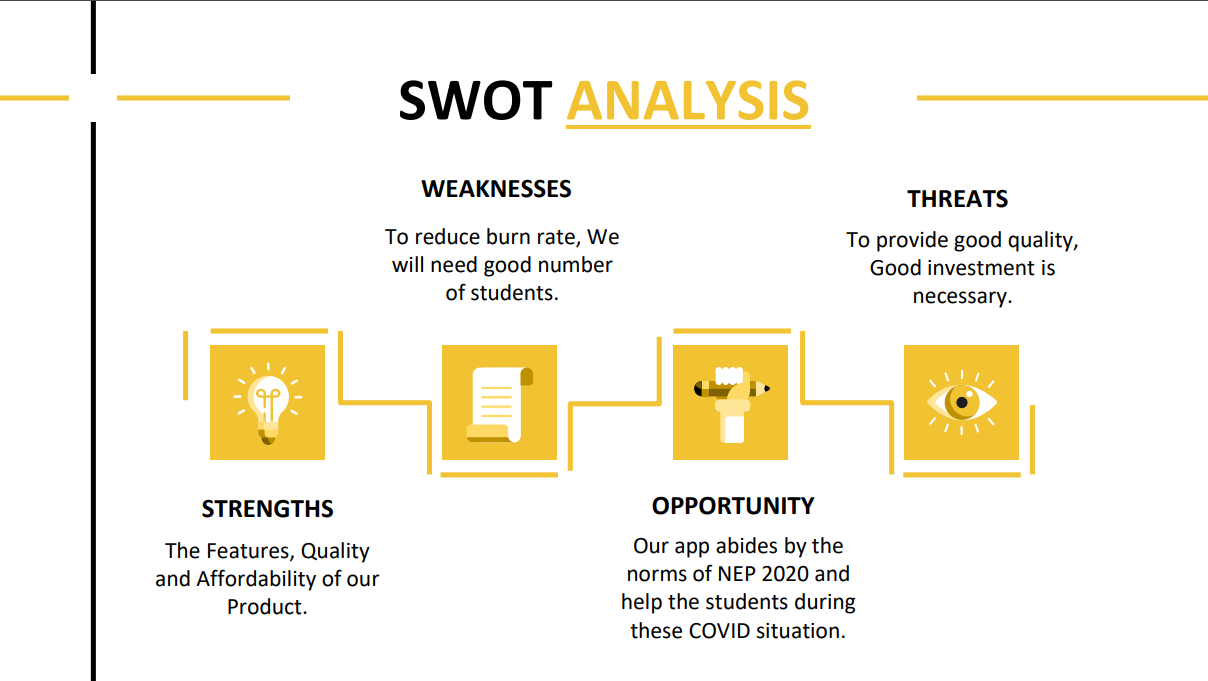 SWOT ANALYSIS
WEAKNESSES
To reduce burn rate, We
will need good number
of students.
THREATS
To provide good quality,
Good investment is
necessary.
STRENGTHS
The Features, Quality
and Affordability of our
Product.
OPPORTUNITY
Our app abides by the
norms of NEP 2020 and
help the students during
these COVID situation.